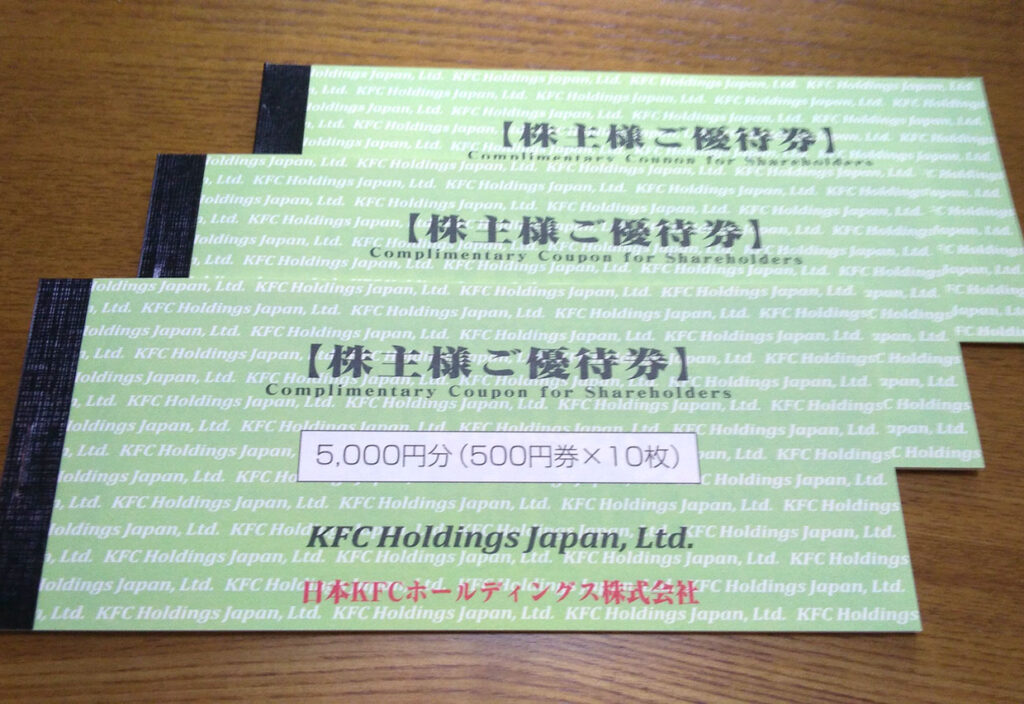 【株主様ご優待券】
Complimentary Coupon for Shareholders
【株主様ご優待券】
Complimentary Coupon for Shareholders
【株主様ご優待券】
Complimentary Coupon for Shareholders
5,000円分(500円券×10枚)
KFC Holdings Japan, Ltd.
日本KFCホールディングス株式会社